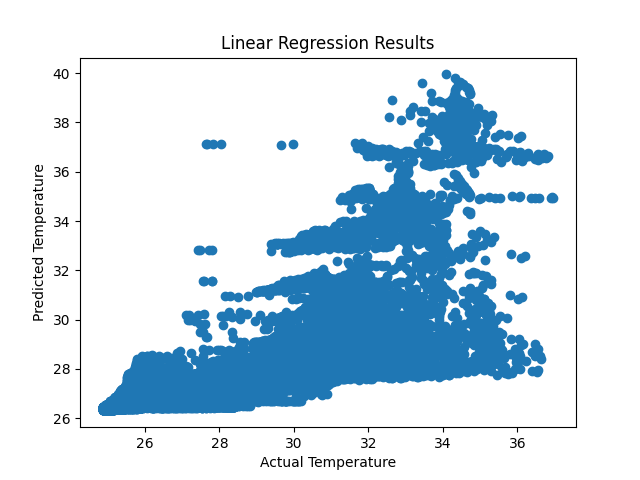 Linear Regression Results
40
38
36
34
32
30
28
26
Predicted Temperature
26 28 30 32 34 36
Actual Temperature